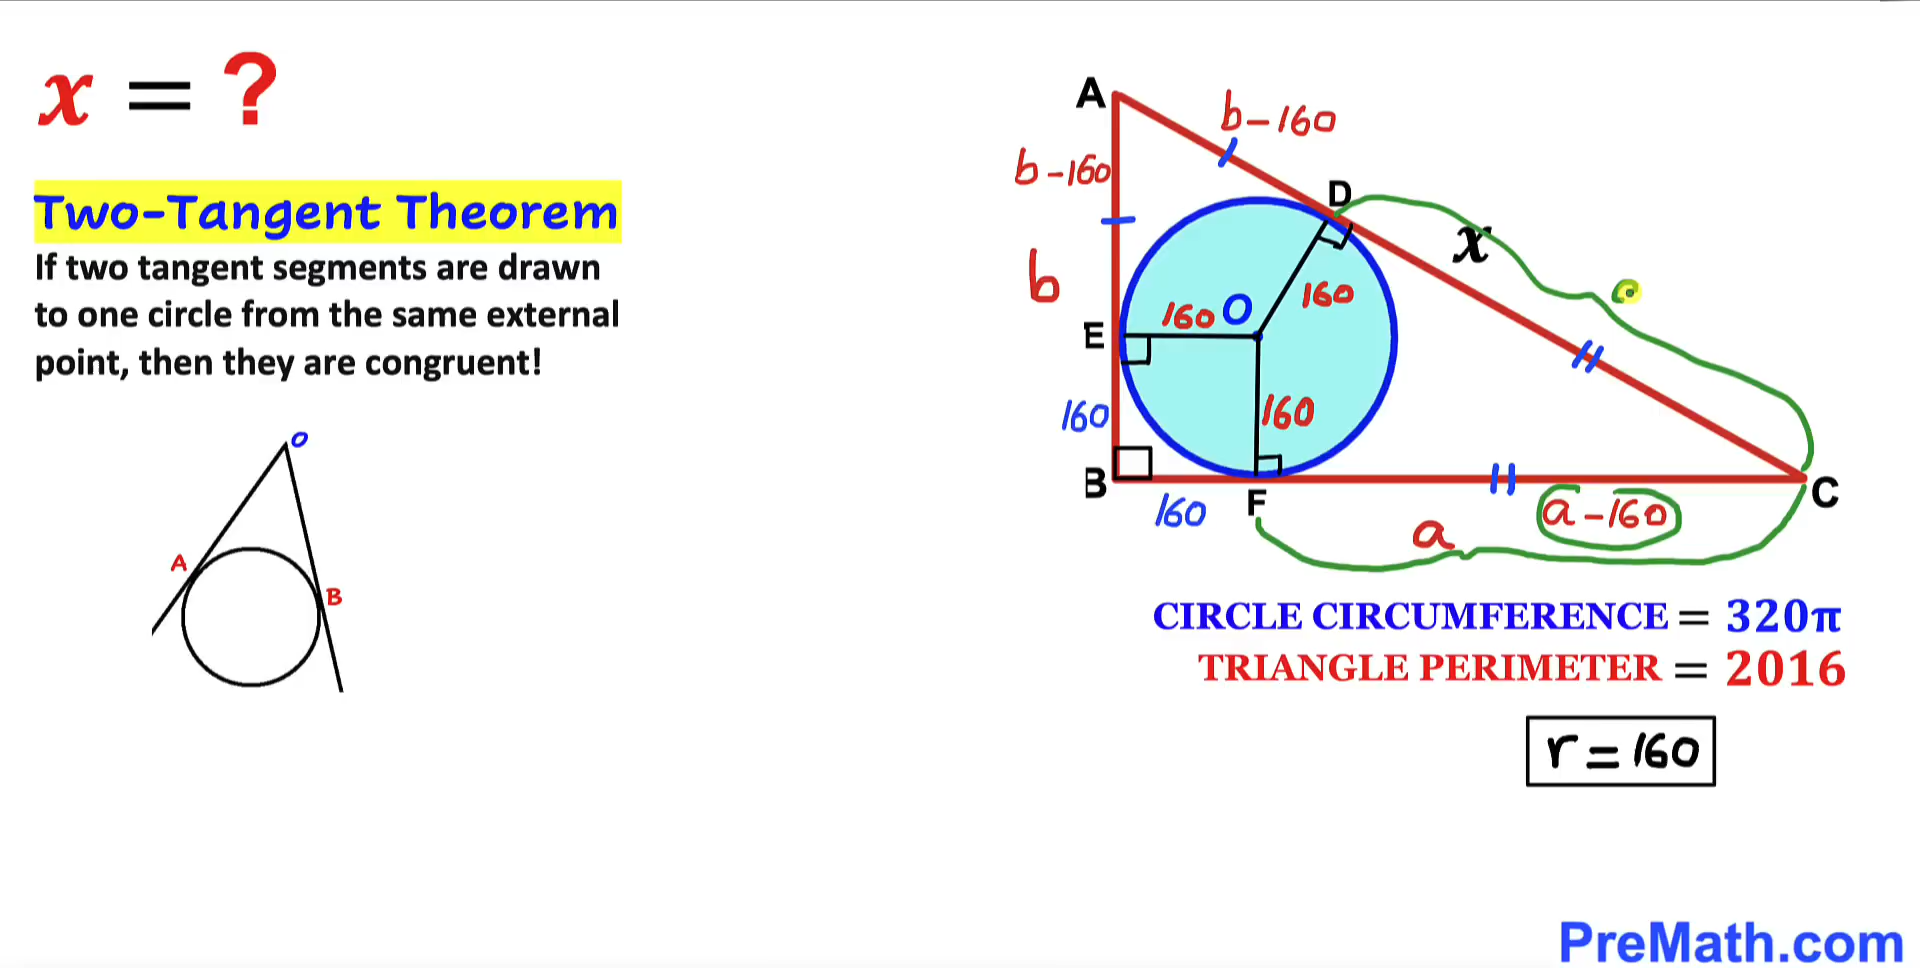 x = ?
Two-Tangent Theorem
If two tangent segments are drawn
to one circle from the same external
point, then they are congruent!
O
A
B
A
b-160
b-160
D
x
b
160
O
160
E
160
160
B
160
F
a
a-160
C
CIRCLE CIRCUMFERENCE = 320π
TRIANGLE PERIMETER = 2016
r=160
PreMath.com